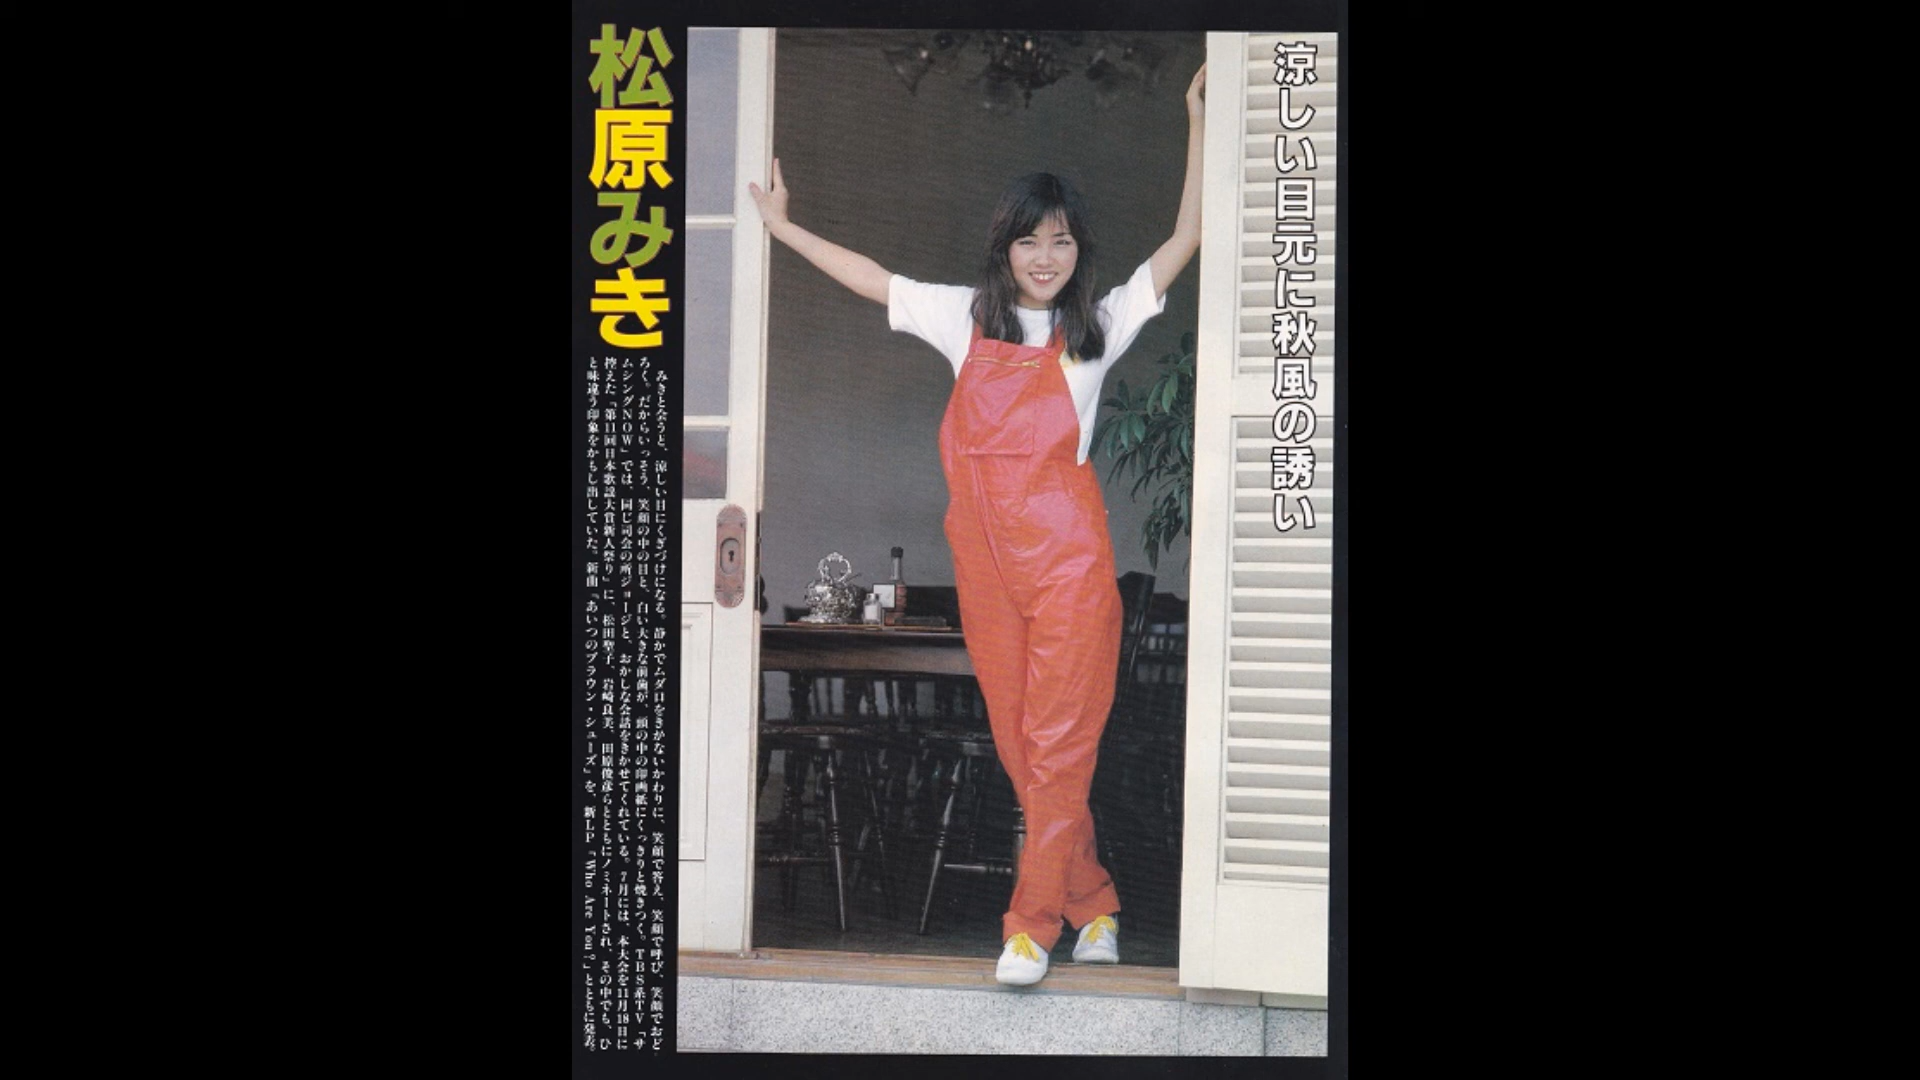 涼しい目元に秋風の誘い
松原みき
みきと会うと、涼しい目にくぎづけになる。静かでムダ口をきかないかわりに、笑顔で答え、笑顔で呼び、笑顔でおど
ろく。だからいっそう、笑顔の中の目と、白い大きな前歯が、頭の中の印画紙にくっきりと焼きつく。TBS系TV「サ
ムシングNOW」では、同じ司会の所ジョージと、おかしな会話をきかせてくれている。7月には、本大会を11月18日に
控えた「第11回日本歌謡大賞新人祭り」に、松田聖子、岩崎良美、田原俊彦らとともにノミネートされ、その中でも、ひ
と味違う印象をかもし出していた。新曲『あいつのブラウン・シューズ』を、新LP「Who Are You?」とともに発表。